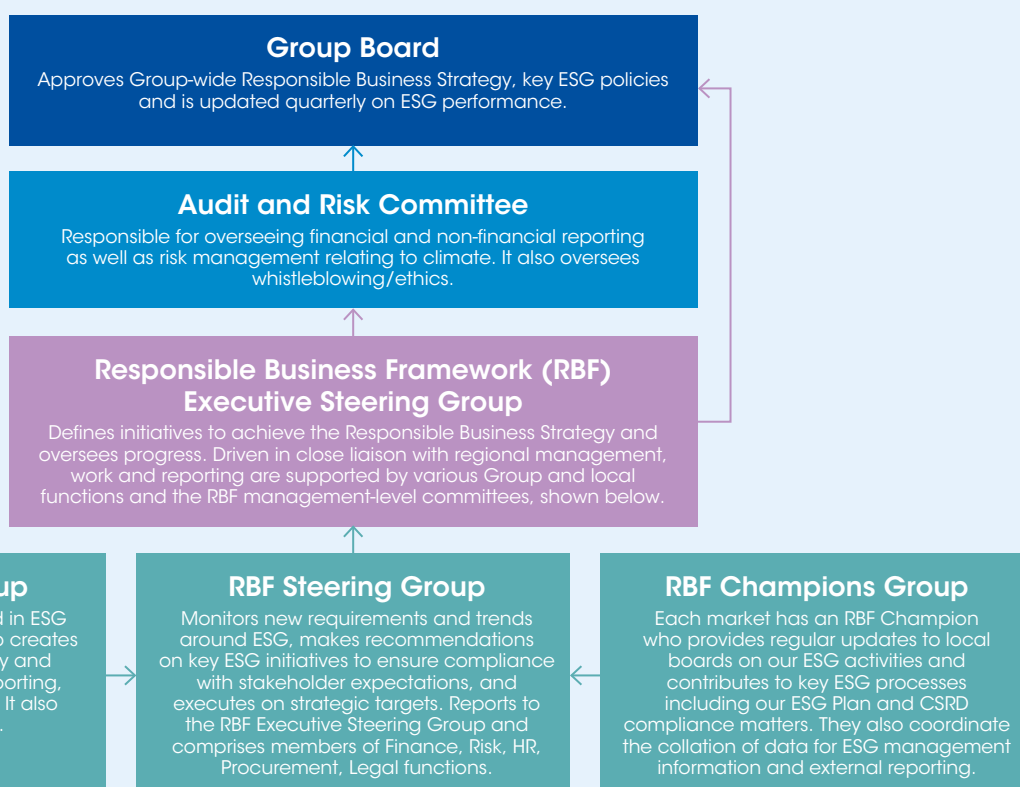 Group Board
Approves Group-wide Responsible Business Strategy, key ESG policies
and is updated quarterly on ESG performance.
Audit and Risk Committee
Responsible for overseeing financial and non-financial reporting
as well as risk management relating to climate. It also oversees
whistleblowing/ethics.
Responsible Business Framework (RBF)
Executive Steering Group
Defines initiatives to achieve the Responsible Business Strategy and
oversees progress. Driven in close liaison with regional management,
work and reporting are supported by various Group and local
functions and the RBF management-level committees, shown below.
in ESG
creates
and
It also
RBF Steering Group
Monitors new requirements and trends
around ESG, makes recommendations
on key ESG initiatives to ensure compliance
with stakeholder expectations, and
executes on strategic targets. Reports to
the RBF Executive Steering Group and
comprises members of Finance, Risk, HR,
Procurement, Legal functions.
RBF Champions Group
Each market has an RBF Champion
who provides regular updates to local
boards on our ESG activities and
contributes to key ESG processes
including our ESG Plan and CSRD
compliance matters. They also coordinate
the collation of data for ESG management
information and external reporting.